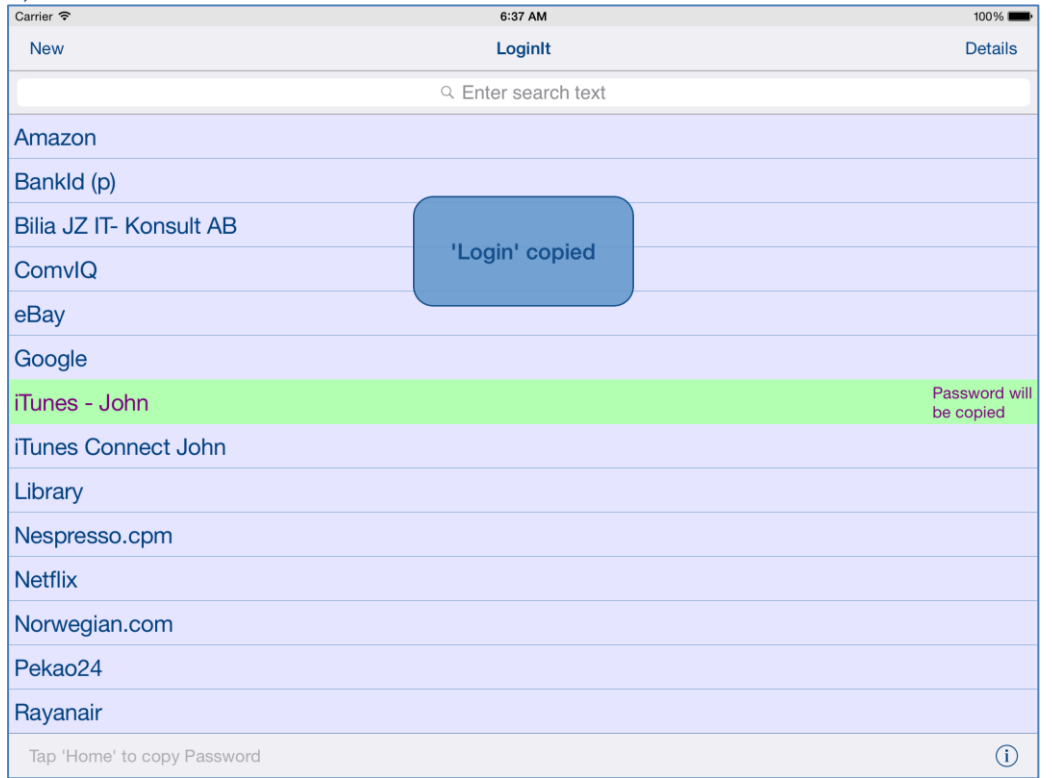 Carrier 6:37 AM 100%
New LoginIt Details
Enter search text
Amazon
BankId (p)
Bilia JZ IT- Konsult AB
'Login' copied
ComvIQ
eBay
Google
iTunes - John
Password will
be copied
iTunes Connect John
Library
Nespresso.cpm
Netflix
Norwegian.com
Pekao24
Rayanair
Tap 'Home' to copy Password